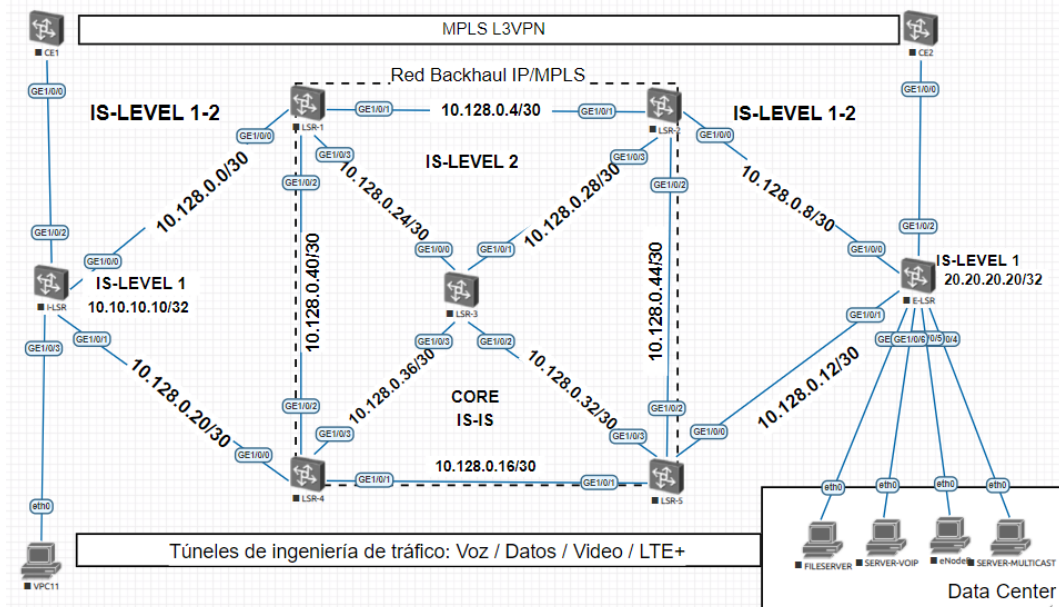 MPLS L3VPN
CE1
CE2
GE1/0/0
GE1/0/0
Red Backhaul IP/MPLS
IS-LEVEL 1-2
GE1/0/0
LSR-1
GE1/0/1
10.128.0.4/30
GE1/0/1
LSR-2
GE1/0/0
IS-LEVEL 1-2
GE1/0/3
IS-LEVEL 2
GE1/0/3
GE1/0/2
GE1/0/2
10.128.0.0/30
10.128.0.24/30
10.128.0.28/30
10.128.0.8/30
GE1/0/2
GE1/0/0
GE1/0/1
GE1/0/0
GE1/0/2
GE1/0/0
I-LSR
IS-LEVEL 1
10.10.10.10/32
10.128.0.40/30
LSR-3
10.128.0.44/30
IS-LEVEL 1
20.20.20.20/32
E-LSR
GE1/0/1
GE1/0/3
GE1/0/3
GE1/0/2
GE1/0/1
GE1/0/6
0/5
0/4
10.128.0.20/30
10.128.0.36/30
10.128.0.32/30
10.128.0.12/30
CORE
IS-IS
GE1/0/2
GE1/0/2
GE1/0/0
GE1/0/3
GE1/0/3
GE1/0/0
LSR-4
GE1/0/1
10.128.0.16/30
GE1/0/1
LSR-5
eth0
eth0
eth0
eth0
eth0
VPC11
Túneles de ingeniería de tráfico: Voz / Datos / Video / LTE+
FILESERVER
SERVER-VOIP
eNodeB
SERVER-MULTICAST
Data Center